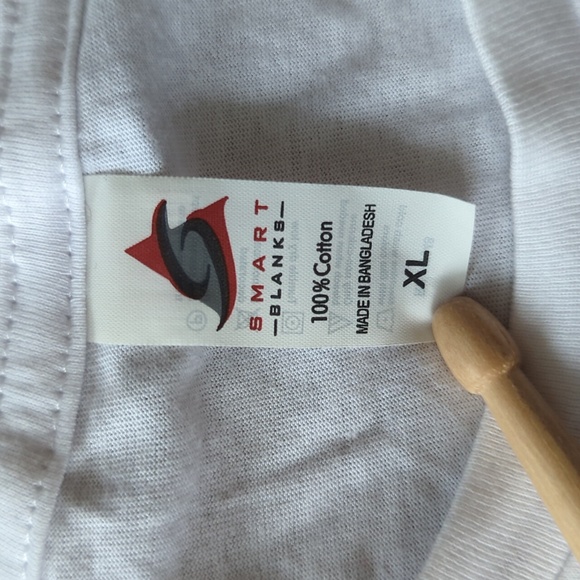 SMART
BLANKS
100% Cotton
MADE IN BANGLADESH
XL